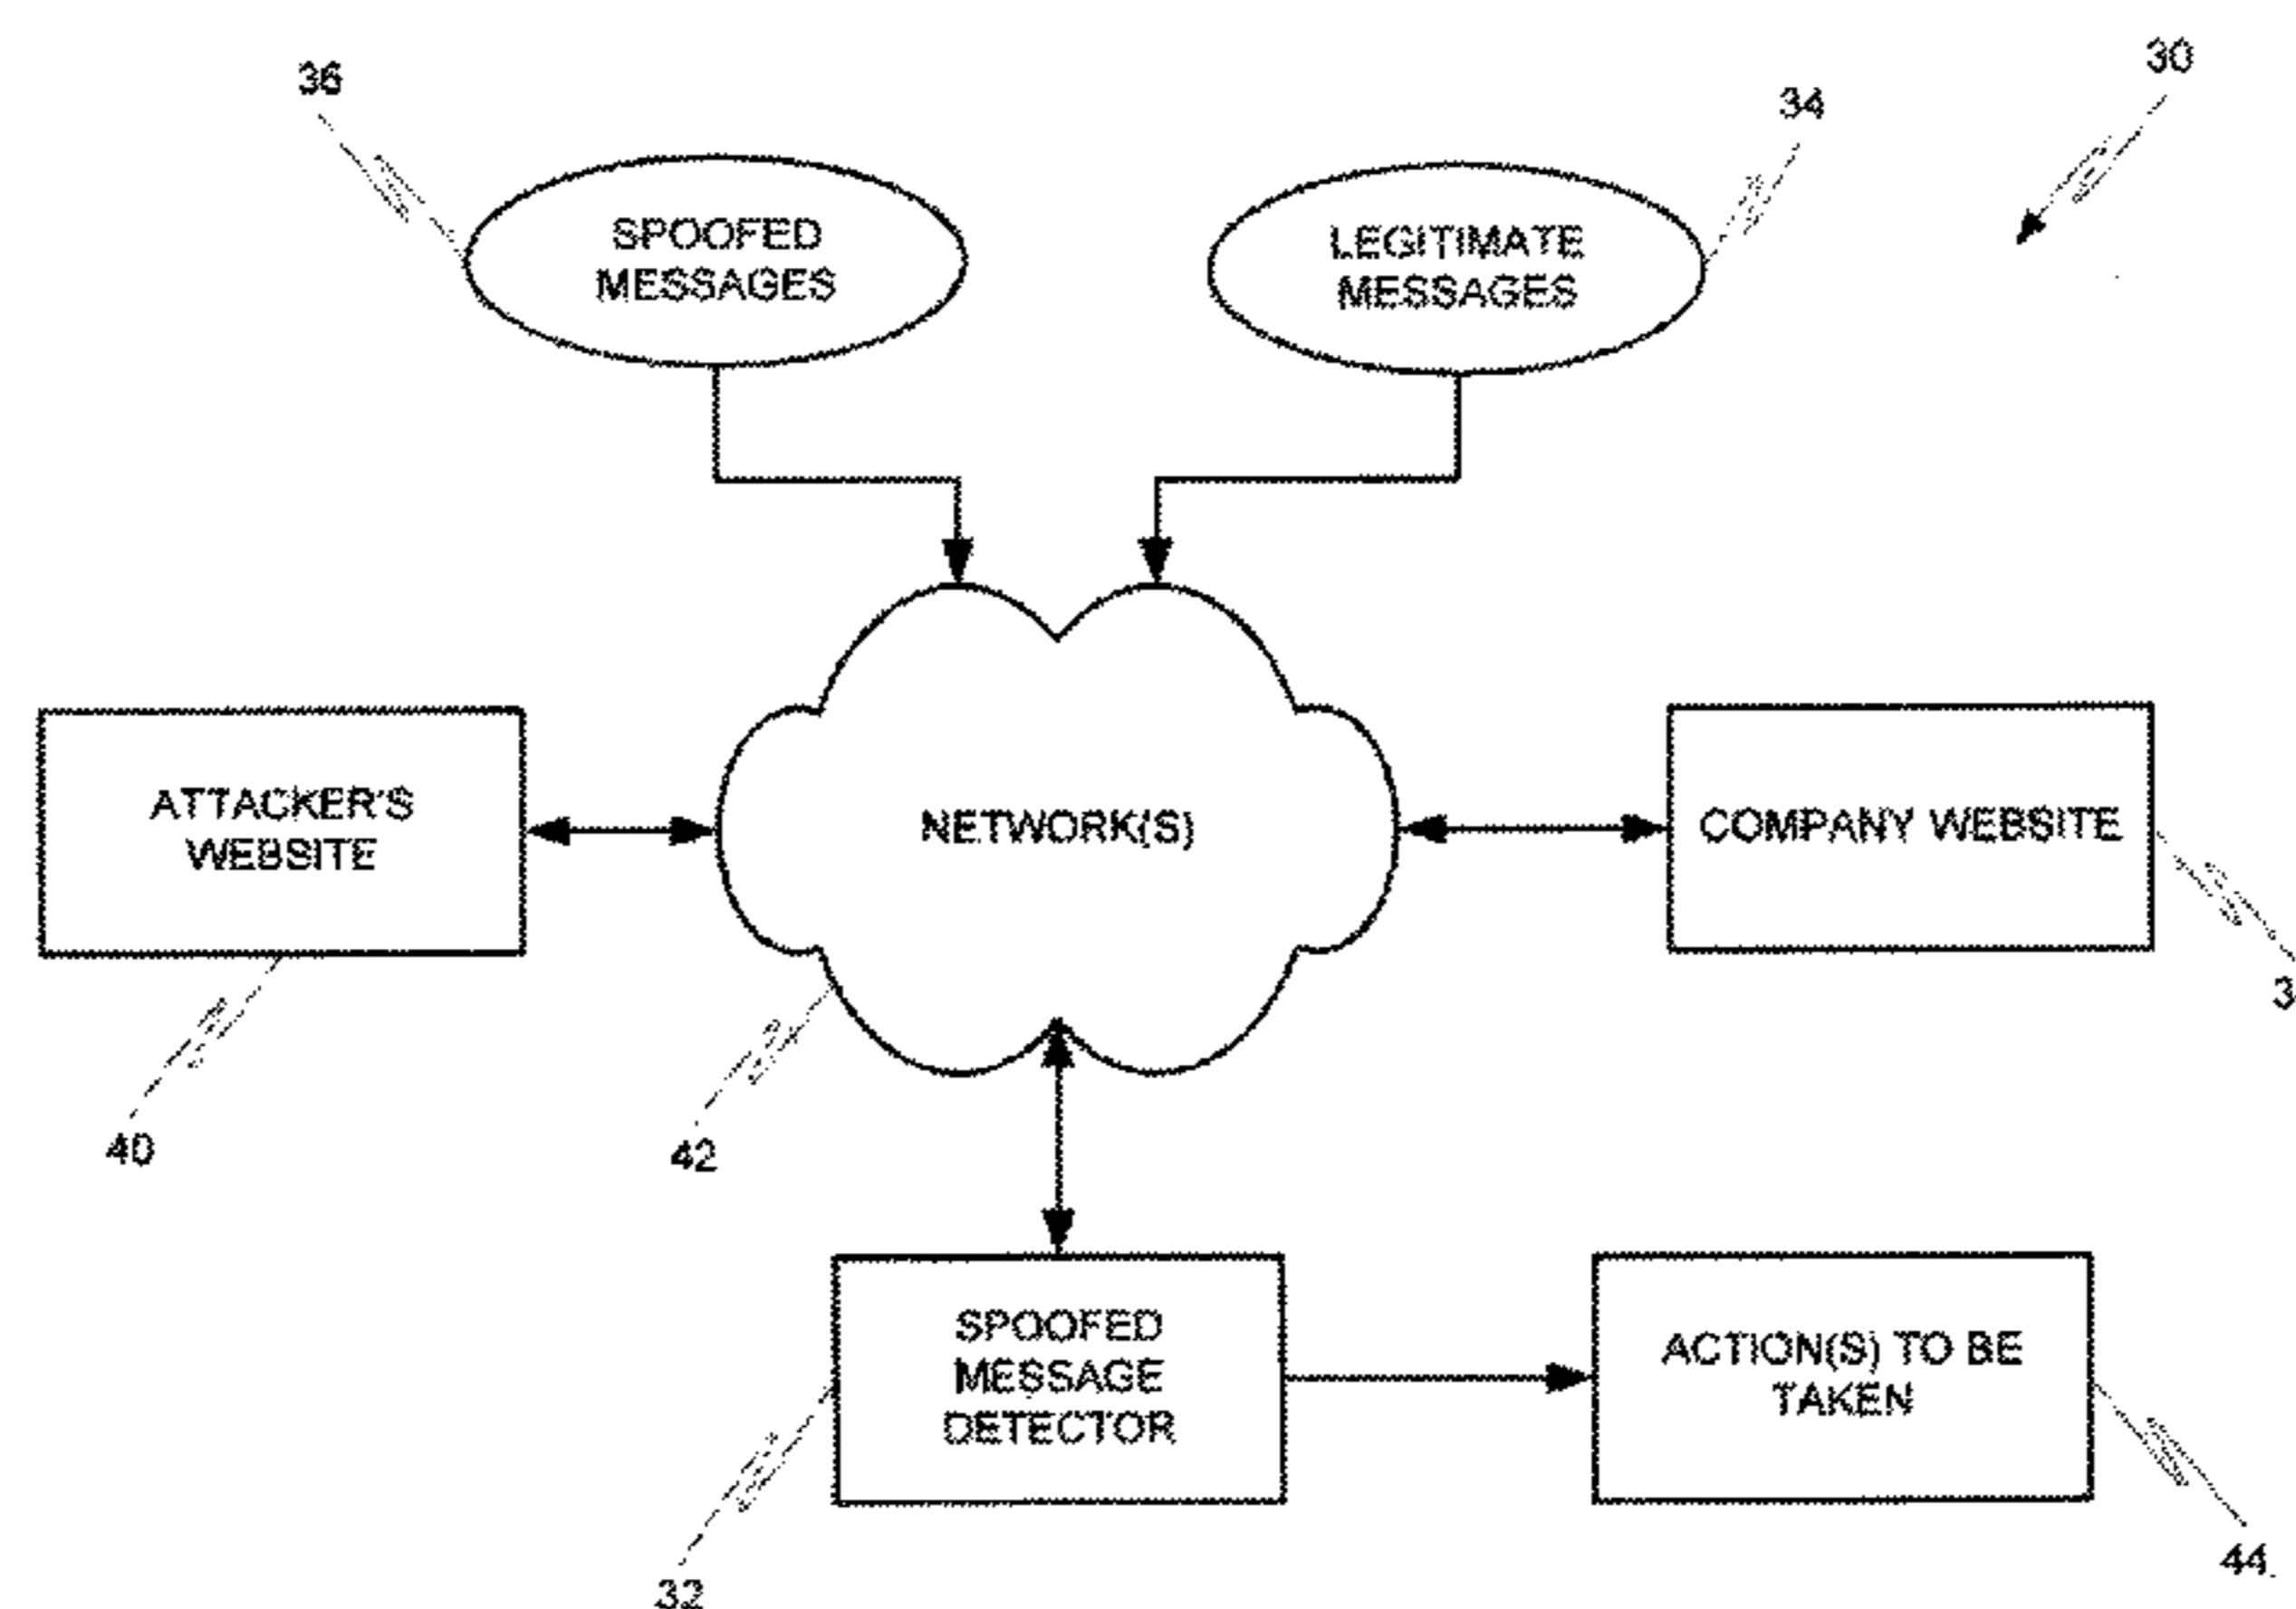 30
36
34
SPOOFED
MESSAGES
LEGITIMATE
MESSAGES
ATTACKER'S
WEBSITE
NETWORK(S)
COMPANY WEBSITE
3
40
42
SPOOFED
MESSAGE
DETECTOR
ACTION(S) TO BE
TAKEN
32
44